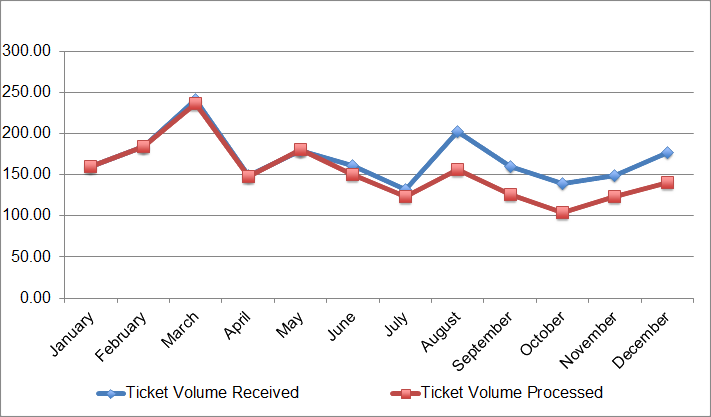 300.00
250.00
200.00
150.00
100.00
50.00
0.00
January
February
March
April
May
June
July
August
September
October
November
December
Ticket Volume Received
Ticket Volume Processed